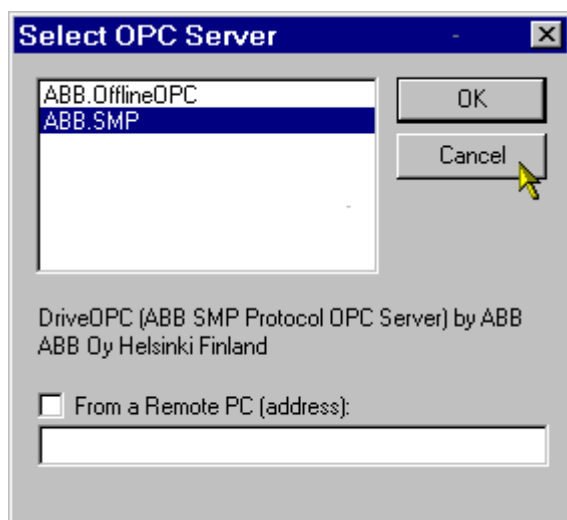 Select OPC Server
ABB.OfflineOPC
ABB.SMP
OK
Cancel
DriveOPC (ABB SMP Protocol OPC Server) by ABB
ABB Oy Helsinki Finland
From a Remote PC (address):